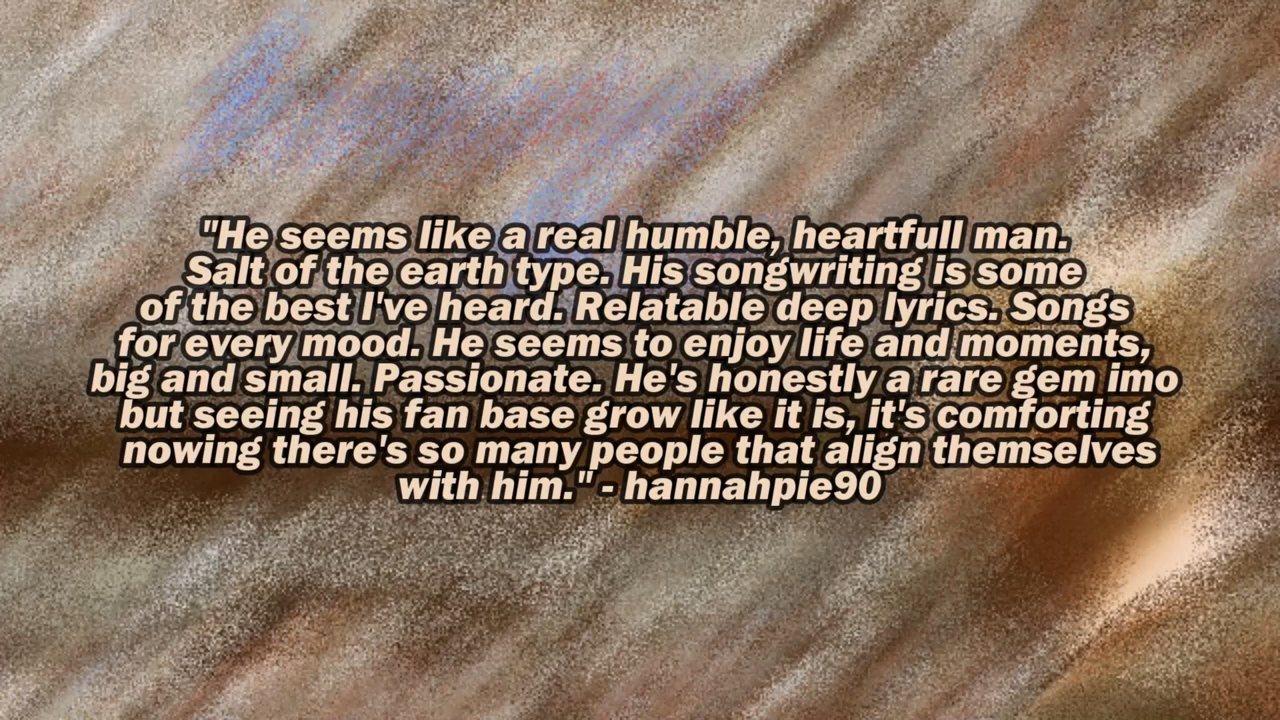 "He seems like a real humble, heartfull man.
Salt of the earth type. His songwriting is some
of the best I've heard. Relatable deep lyrics. Songs
for every mood. He seems to enjoy life and moments,
big and small. Passionate. He's honestly a rare gem imo
but seeing his fan base grow like it is, it's comforting
nowing there's so many people that align themselves
with him." - hannahpie90